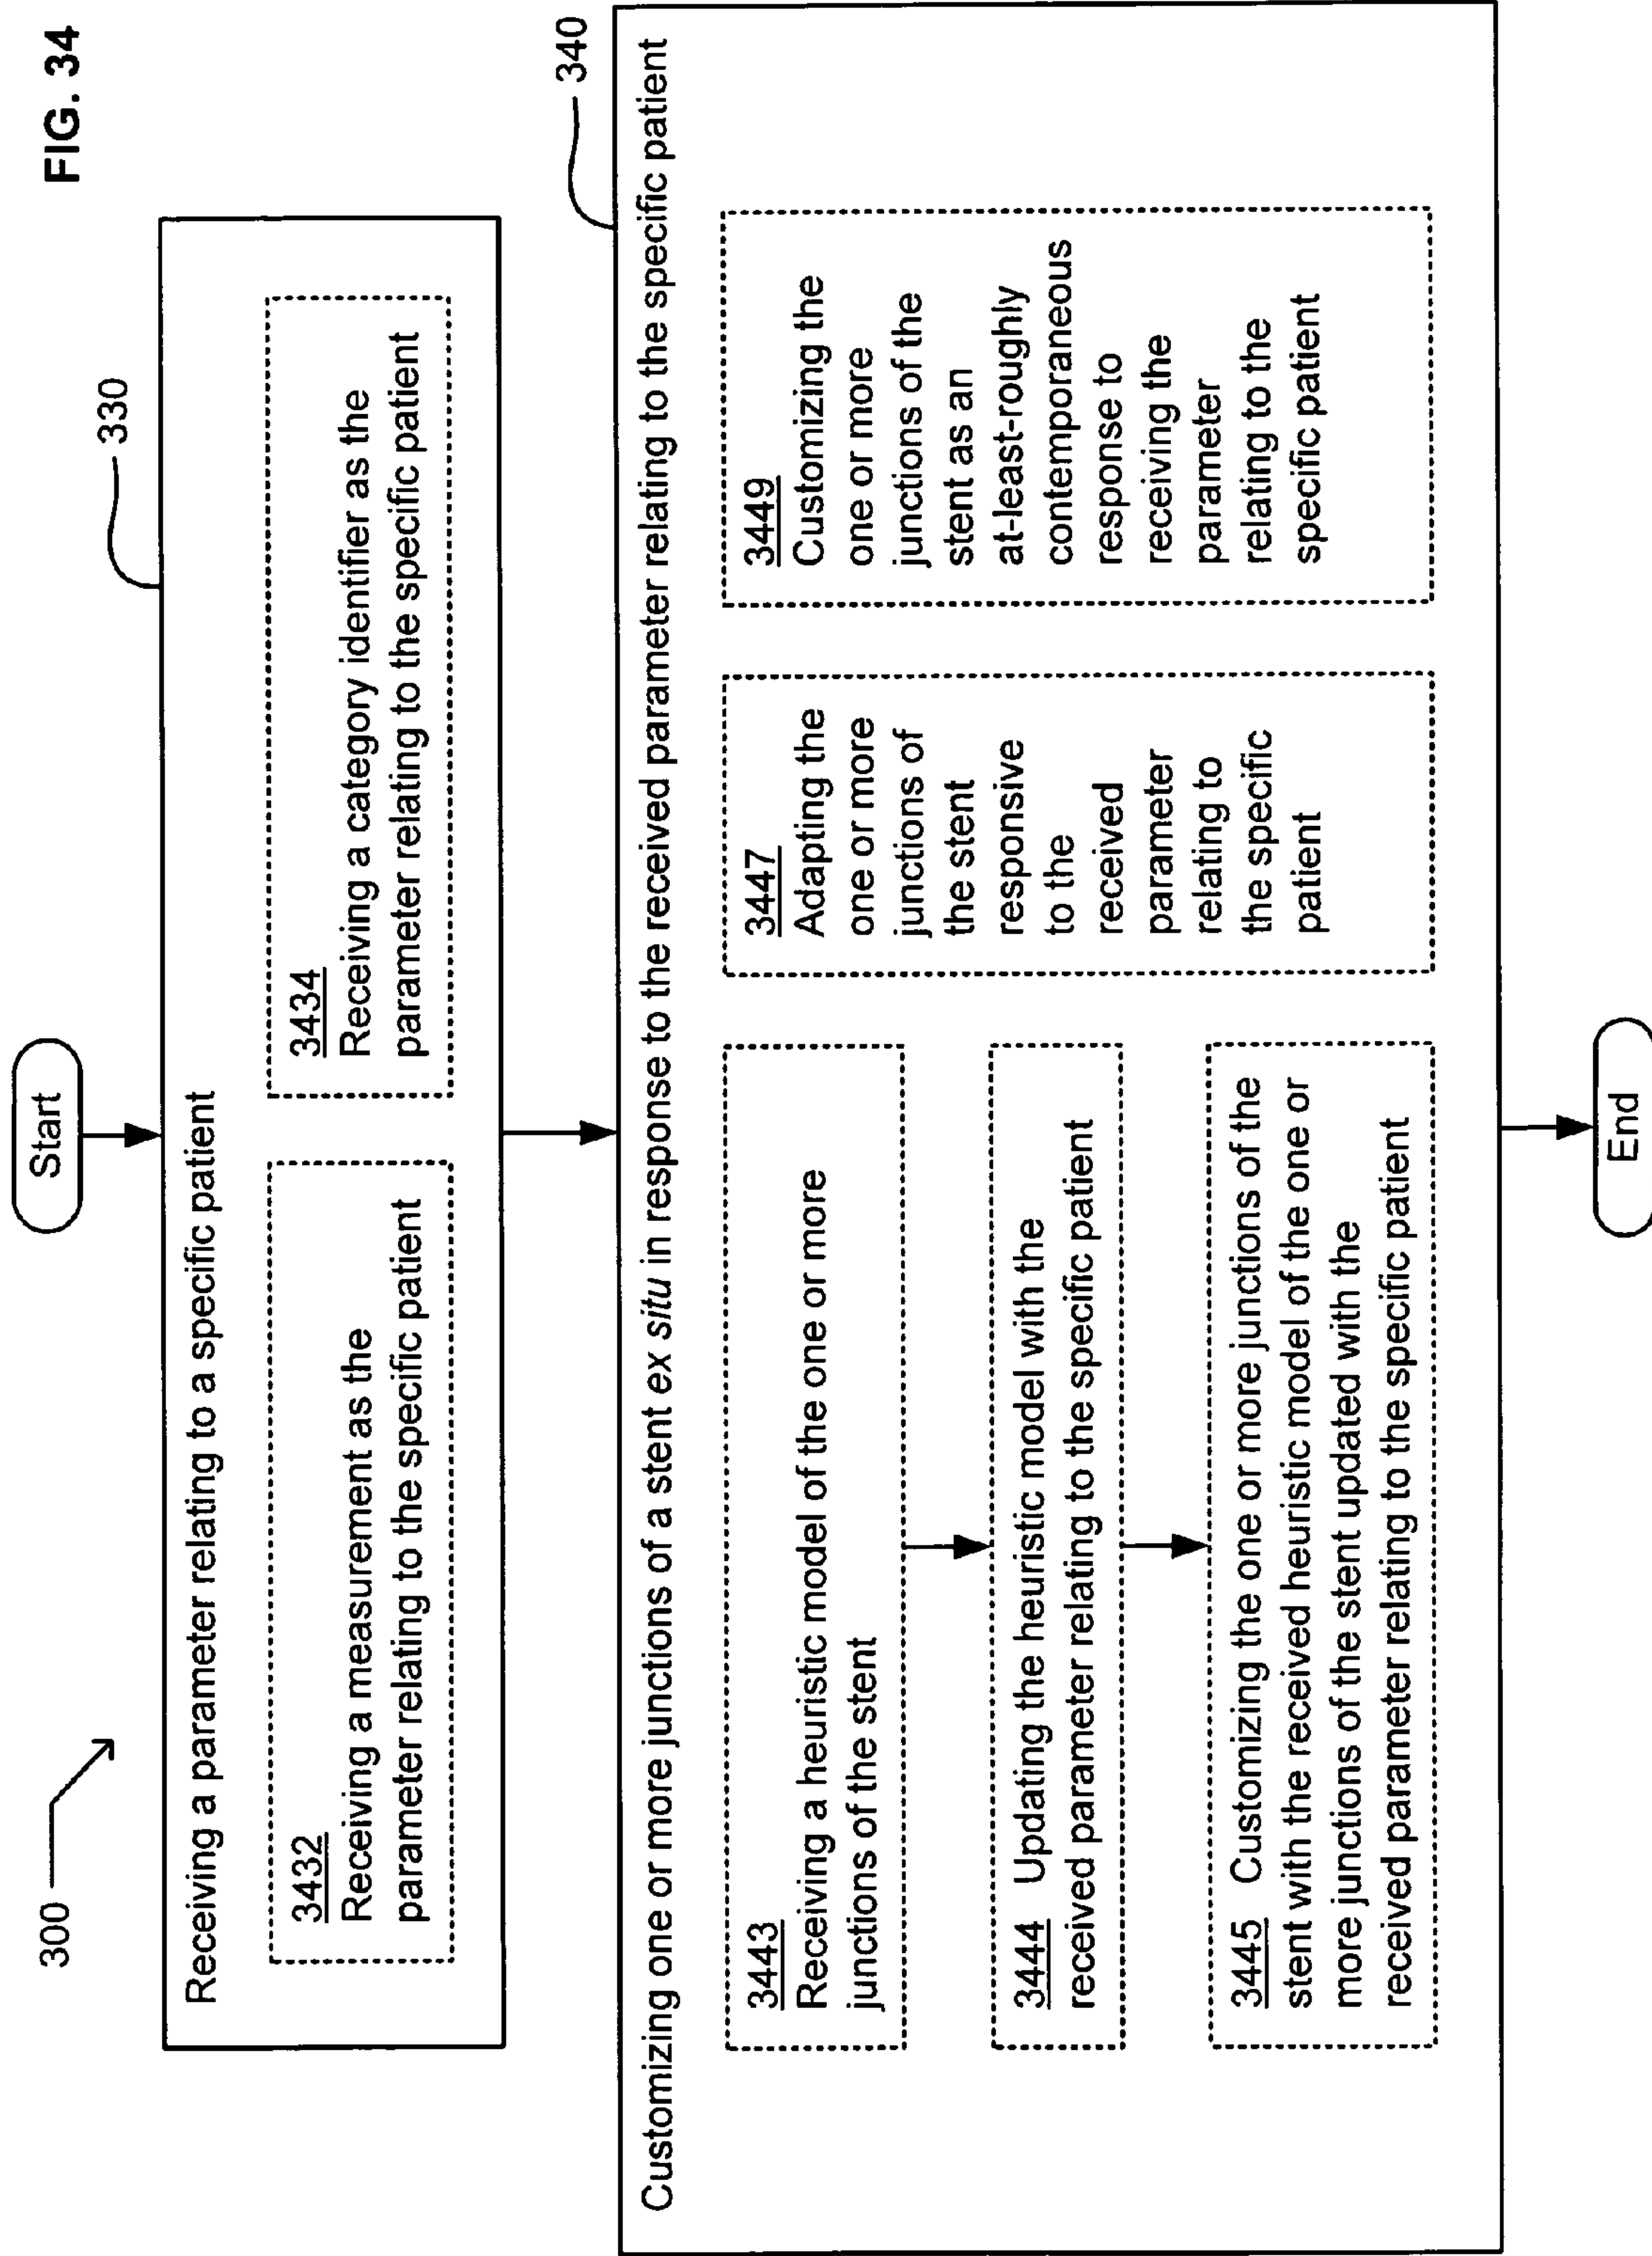 FIG. 34
300
Start
330
Receiving a parameter relating to a specific patient
3432
Receiving a measurement as the
parameter relating to the specific patient
3434
Receiving a category identifier as the
parameter relating to the specific patient
340
Customizing one or more junctions of a stent ex situ in response to the received parameter relating to the specific patient
3443
Receiving a heuristic model of the one or more
junctions of the stent
3444 Updating the heuristic model with the
received parameter relating to the specific patient
3445 Customizing the one or more junctions of the
stent with the received heuristic model of the one or
more junctions of the stent updated with the
received parameter relating to the specific patient
3447
Adapting the
one or more
junctions of
the stent
responsive
to the
received
parameter
relating to
the specific
patient
3449
Customizing the
one or more
junctions of the
stent as an
at-least-roughly
contemporaneous
response to
receiving the
parameter
relating to the
specific patient
End